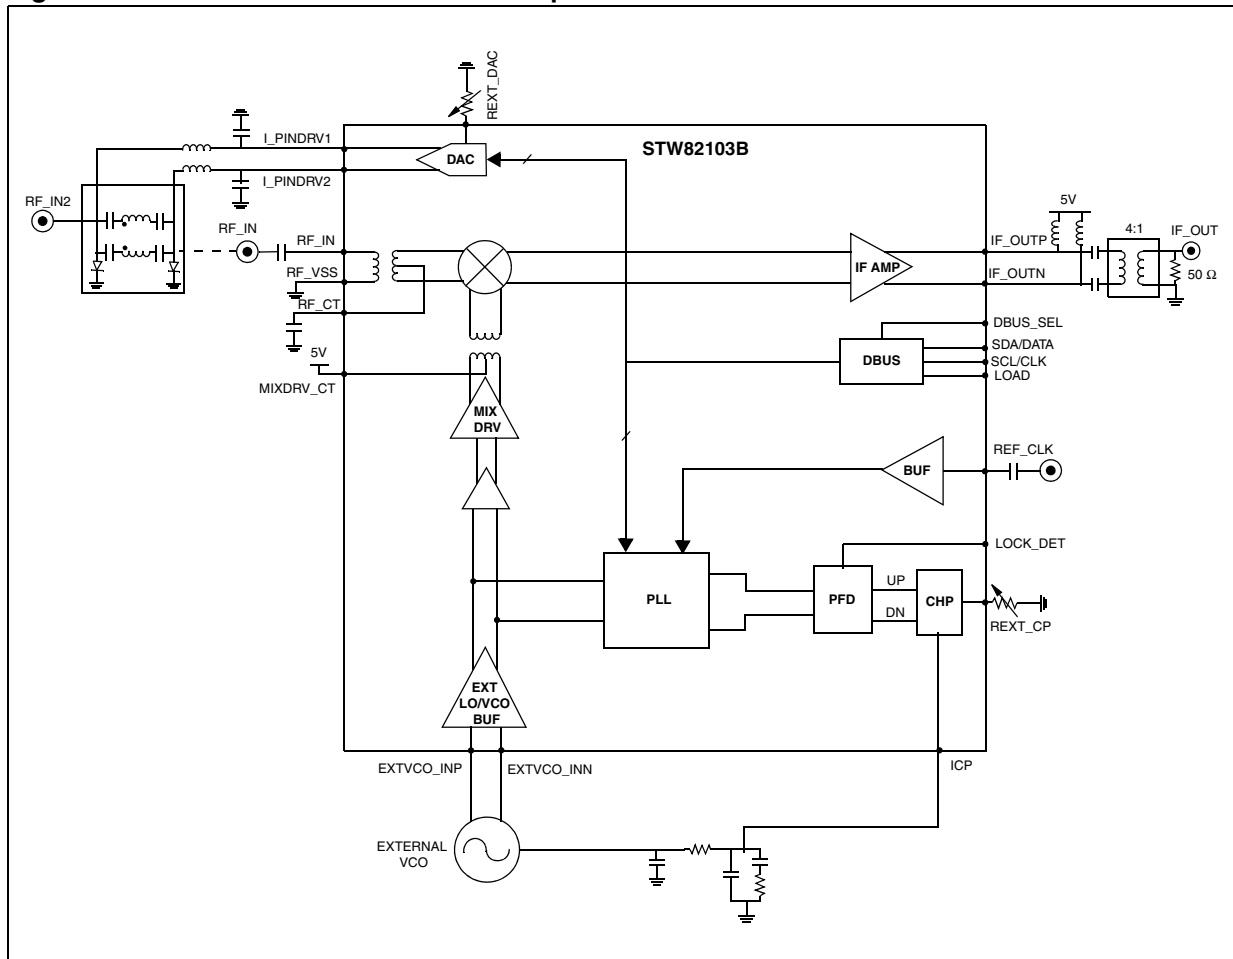 REXT_DAC
I_PINDRV1
STW82103B
DAC
I_PINDRV2
RF_IN2
5V
RF_IN
4:1
IF_OUT
RF_IN
IF_OUTP
IF AMP
RF_VSS
IF_OUTN
50 Ω
RF_CT
DBUS_SEL
5V
SDA/DATA
DBUS
SCL/CLK
LOAD
MIXDRV_CT
MIX
DRV
REF_CLK
BUF
LOCK_DET
UP
PLL
PFD
CHP
DN
REXT_CP
EXT
LO/VCO
BUF
EXTVCO_INP
EXTVCO_INN
ICP
EXTERNAL
VCO